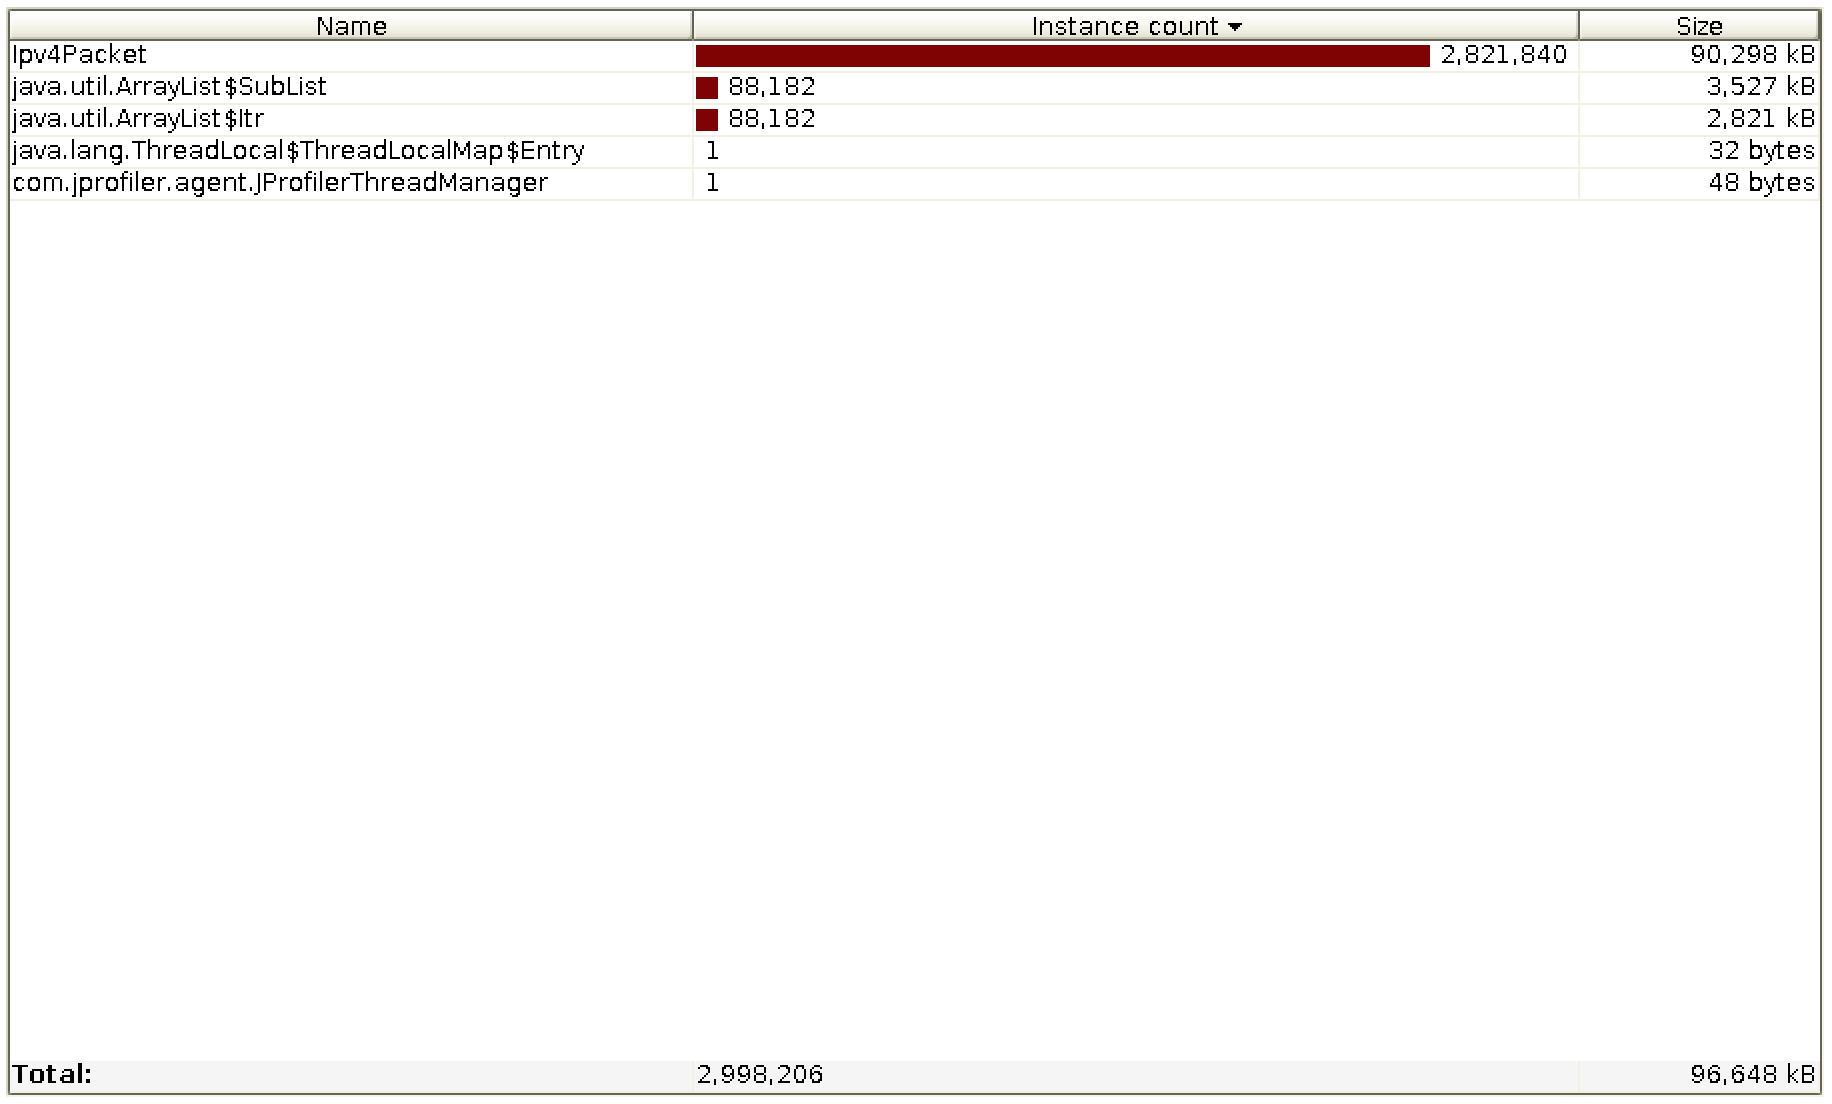 Name Instance count Size
Ipv4Packet 2,821,840 90,298 kB
java.util.ArrayList$SubList 88,182 3,527 kB
java.util.ArrayList$Itr 88,182 2,821 kB
java.lang.ThreadLocal$ThreadLocalMap$Entry 1 32 bytes
com.jprofiler.agent.JProfilerThreadManager 1 48 bytes
Total: 2,998,206 96,648 kB